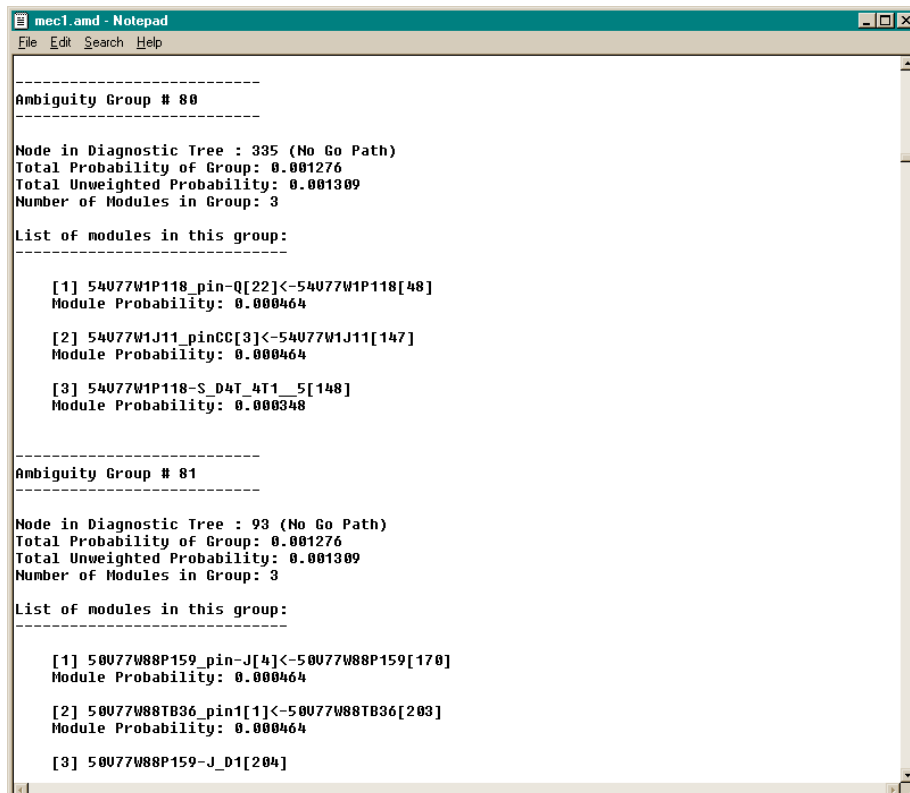 mec1.amd - Notepad
File Edit Search Help
---------------------------
Ambiguity Group # 80
---------------------------
Node in Diagnostic Tree : 335 (No Go Path)
Total Probability of Group: 0.001276
Total Unweighted Probability: 0.001309
Number of Modules in Group: 3
List of modules in this group:
------------------------------
[1] 54V77W1P118_pin-Q[22]<-54V77W1P118[48]
Module Probability: 0.000464
[2] 54V77W1J11_pinCC[3]<-54V77W1J11[147]
Module Probability: 0.000464
[3] 54V77W1P118-S_D4T_4T1__5[148]
Module Probability: 0.000348
---------------------------
Ambiguity Group # 81
---------------------------
Node in Diagnostic Tree : 93 (No Go Path)
Total Probability of Group: 0.001276
Total Unweighted Probability: 0.001309
Number of Modules in Group: 3
List of modules in this group:
------------------------------
[1] 50V77W88P159_pin-J[4]<-50V77W88P159[170]
Module Probability: 0.000464
[2] 50V77W88TB36_pin1[1]<-50V77W88TB36[203]
Module Probability: 0.000464
[3] 50V77W88P159-J_D1[204]